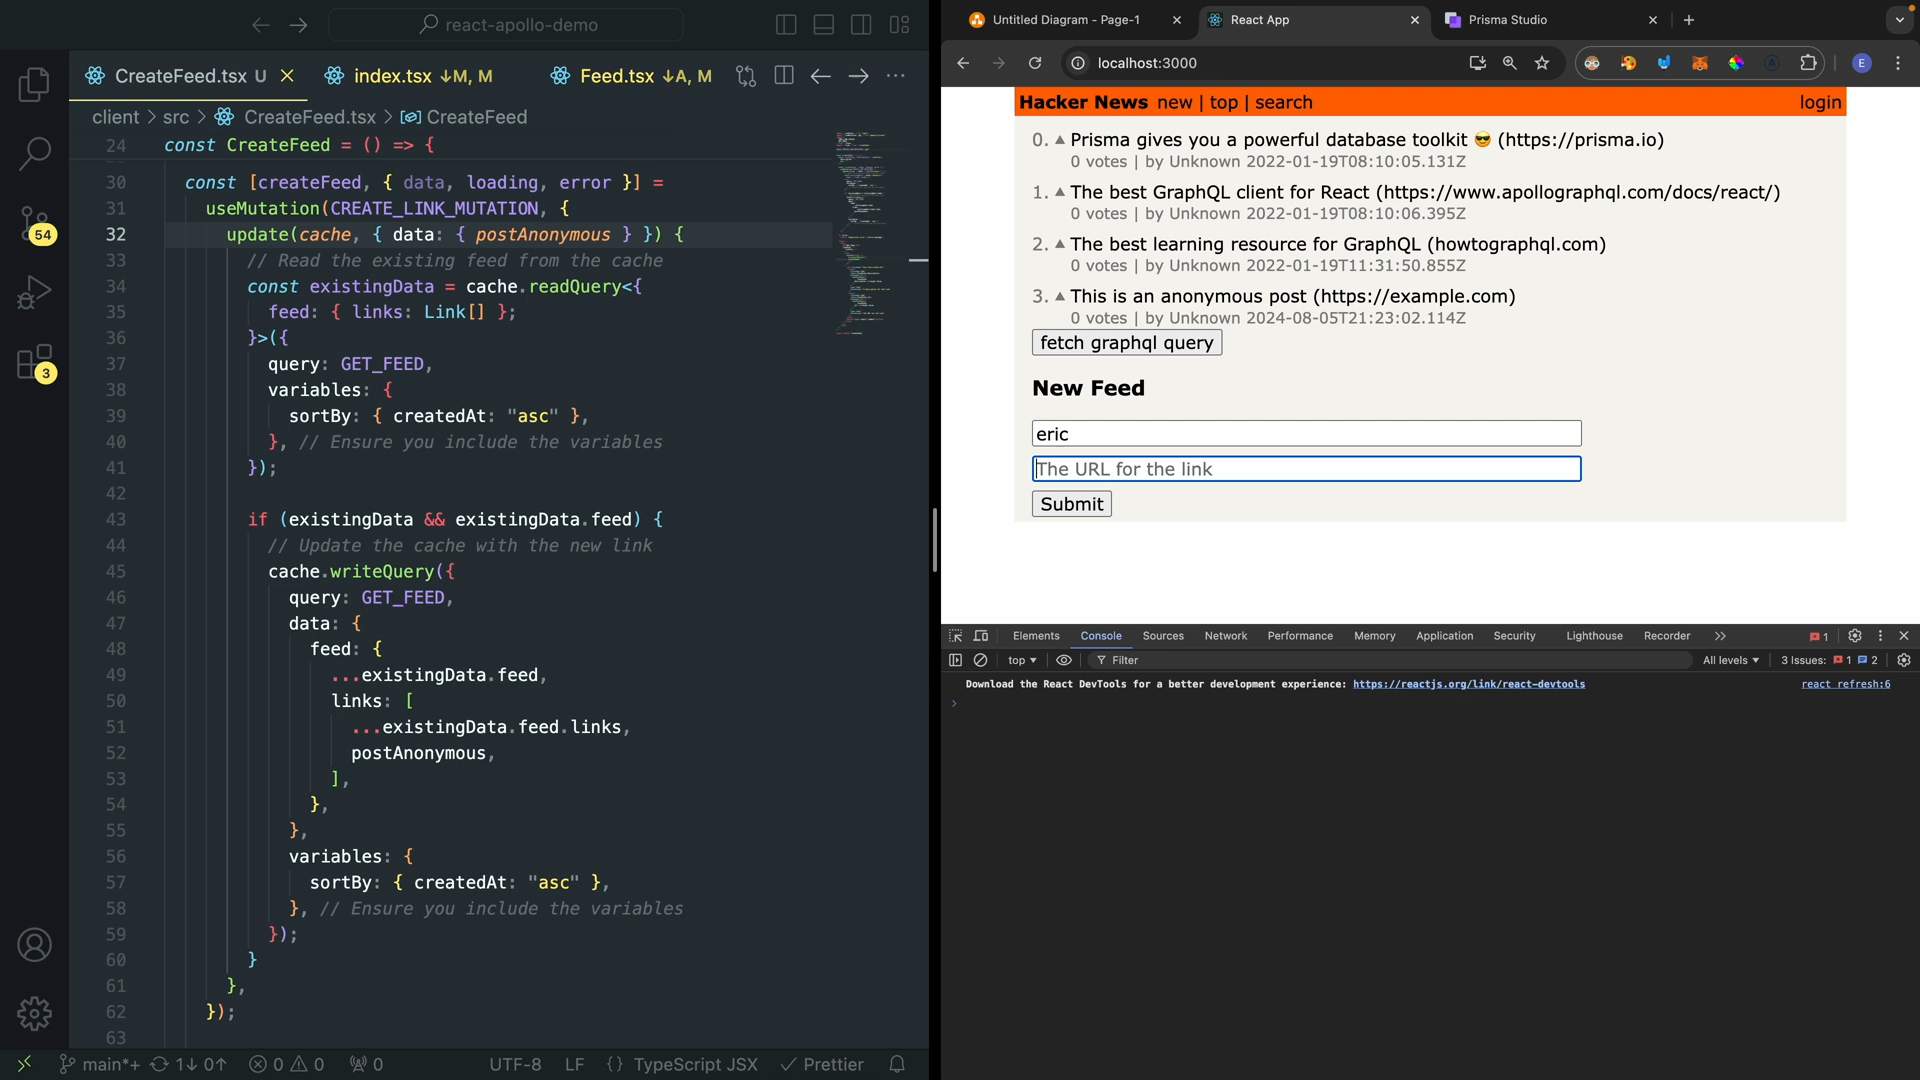 react-apollo-demo
CreateFeed.tsx U
index.tsx ↓M, M
Feed.tsx ↓A, M
client > src > CreateFeed.tsx > CreateFeed
24 const CreateFeed = () => {
30 const [createFeed, { data, loading, error }] =
31 useMutation(CREATE_LINK_MUTATION, {
32 update(cache, { data: { postAnonymous } }) {
33 // Read the existing feed from the cache
34 const existingData = cache.readQuery<{
35 feed: { links: Link[] };
36 }>({
37 query: GET_FEED,
38 variables: {
39 sortBy: { createdAt: "asc" },
40 }, // Ensure you include the variables
41 });
42
43 if (existingData && existingData.feed) {
44 // Update the cache with the new link
45 cache.writeQuery({
46 query: GET_FEED,
47 data: {
48 feed: {
49 ...existingData.feed,
50 links: [
51 ...existingData.feed.links,
52 postAnonymous,
53 ],
54 },
55 },
56 variables: {
57 sortBy: { createdAt: "asc" },
58 }, // Ensure you include the variables
59 });
60 }
61 },
62 });
63
54
3
main*+ 1↓ 0↑ 0 0 0 UTF-8 LF {} TypeScript JSX Prettier
Untitled Diagram - Page-1
React App
Prisma Studio
localhost:3000
E
Hacker News new | top | search login
0. ▲ Prisma gives you a powerful database toolkit 😎 (https://prisma.io)
0 votes | by Unknown 2022-01-19T08:10:05.131Z
1. ▲ The best GraphQL client for React (https://www.apollographql.com/docs/react/)
0 votes | by Unknown 2022-01-19T08:10:06.395Z
2. ▲ The best learning resource for GraphQL (howtographql.com)
0 votes | by Unknown 2022-01-19T11:31:50.855Z
3. ▲ This is an anonymous post (https://example.com)
0 votes | by Unknown 2024-08-05T21:23:02.114Z
fetch graphql query
New Feed
eric
The URL for the link
Submit
Elements Console Sources Network Performance Memory Application Security Lighthouse Recorder 1
top Filter All levels 3 Issues: 1 2
Download the React DevTools for a better development experience: https://reactjs.org/link/react-devtools react refresh:6